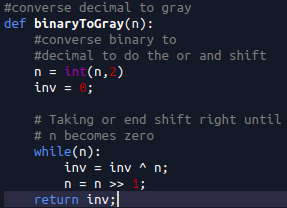 #converse decimal to gray
def binaryToGray(n):
    #converse binary to
    #decimal to do the or and shift
    n = int(n,2)
    inv = 0;

    # Taking or end shift right until
    # n becomes zero
    while(n):
        inv = inv ^ n;
        n = n >> 1;
    return inv;